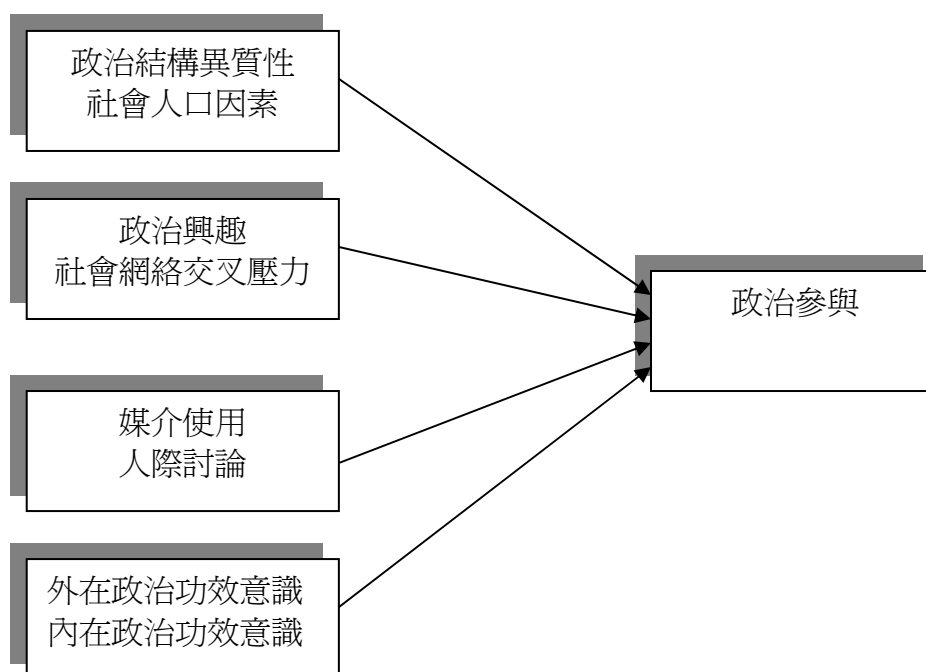 政治結構異質性
社會人口因素
政治興趣
社會網絡交叉壓力
政治參與
媒介使用
人際討論
外在政治功效意識
內在政治功效意識